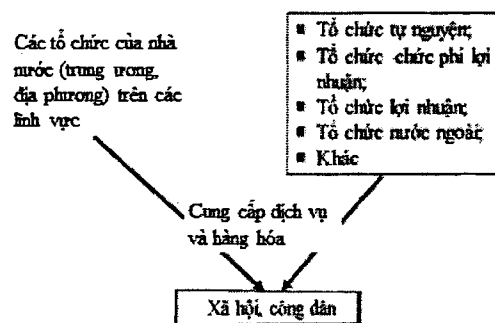 Các tổ chức của nhà
nước (trung ương,
địa phương) trên các
lĩnh vực
▪ Tổ chức tự nguyện;
▪ Tổ chức chức phi lợi
nhuận;
▪ Tổ chức lợi nhuận;
▪ Tổ chức nước ngoài;
▪ Khác
Cung cấp dịch vụ
và hàng hóa
Xã hội, công dân